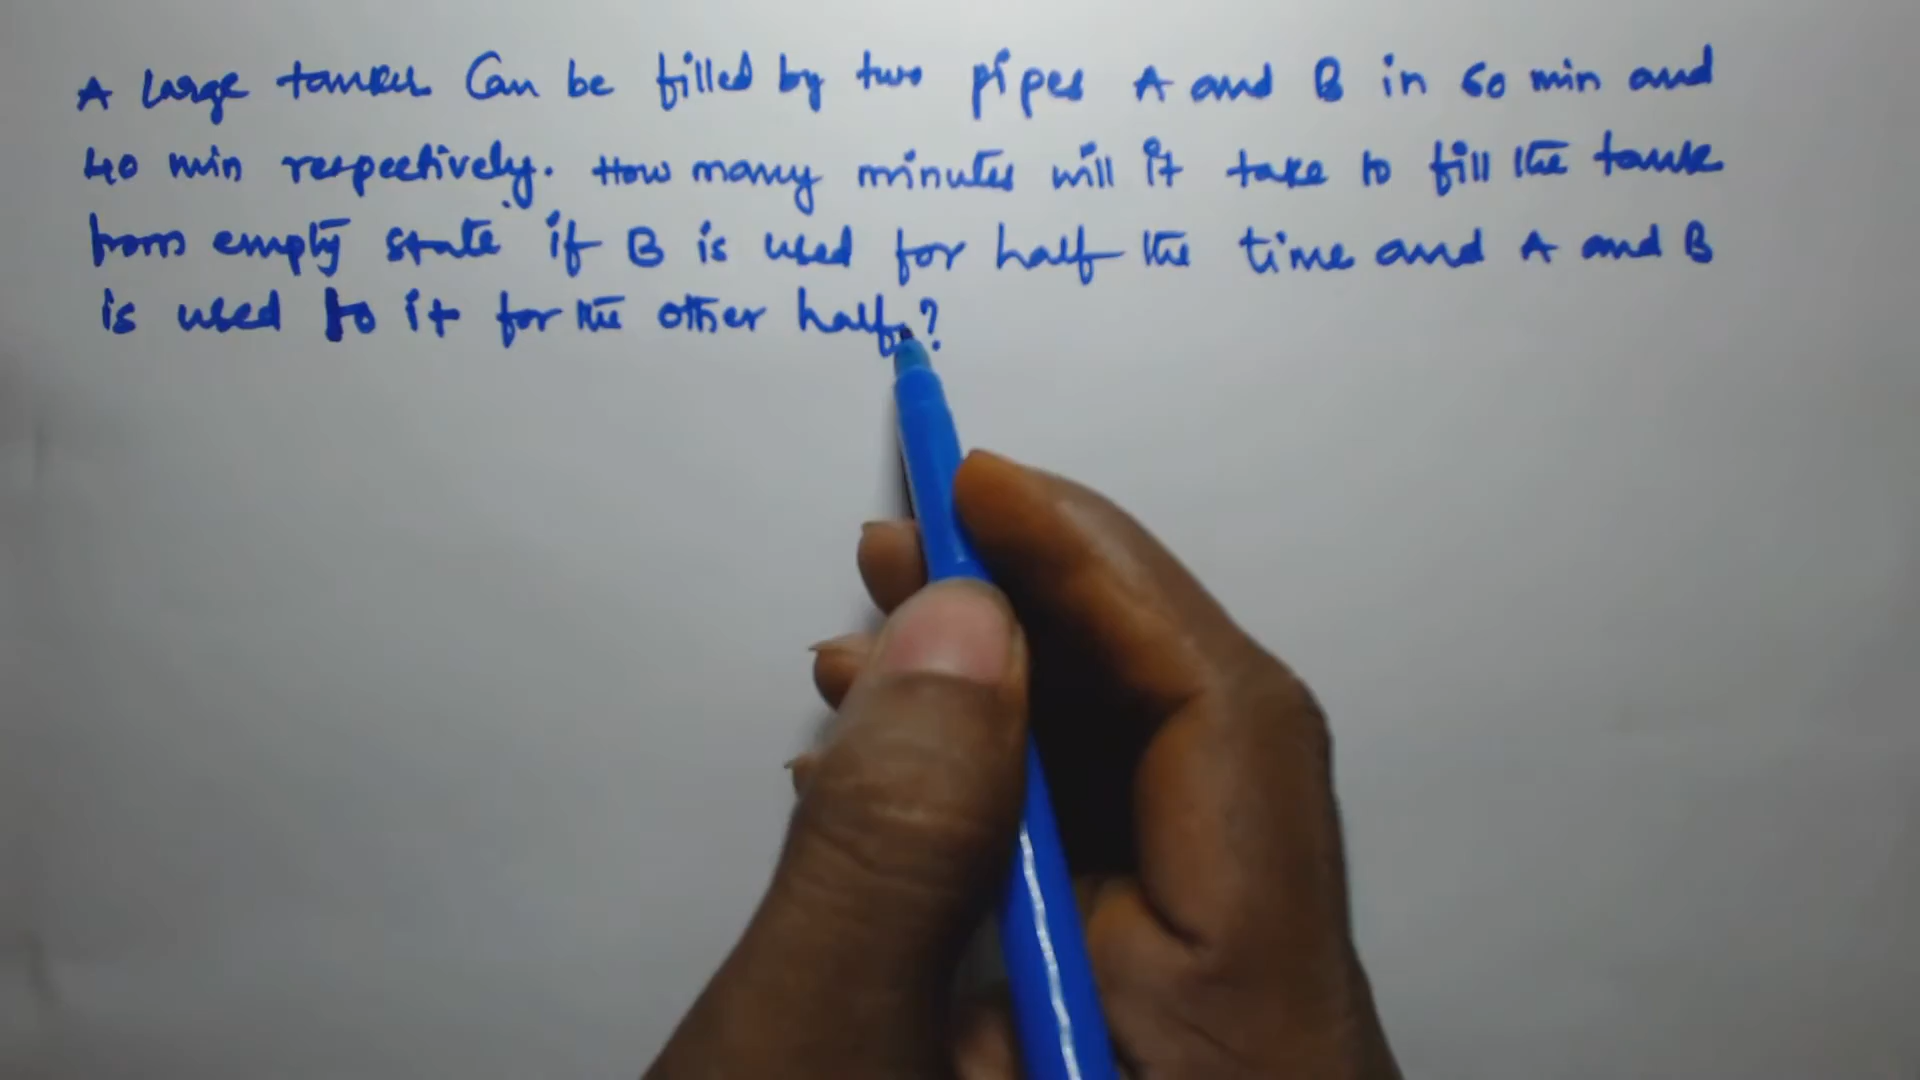 A large tanker Can be filled by two pipes A and B in 60 min and
40 min respectively. How many minutes will it take to fill the tank
from empty state if B is used for half the time and A and B
is used to it for the other half?